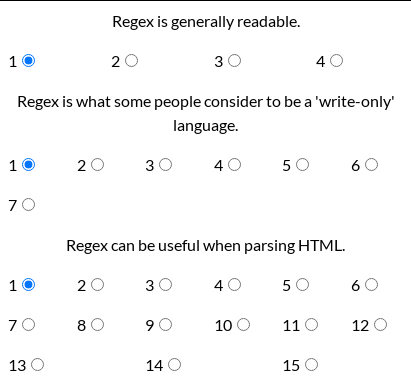 Regex is generally readable.
1 2 3 4
Regex is what some people consider to be a 'write-only'
language.
1 2 3 4 5 6
7
Regex can be useful when parsing HTML.
1 2 3 4 5 6
7 8 9 10 11 12
13 14 15